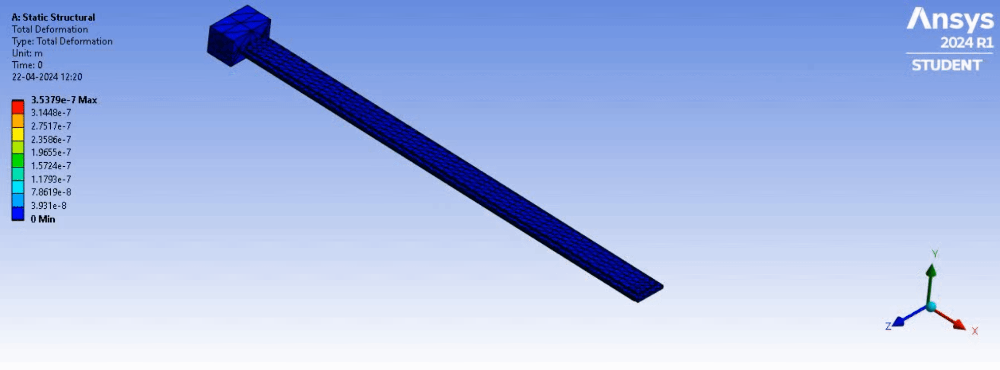 A: Static Structural
Total Deformation
Type: Total Deformation
Unit: m
Time: 0
22-04-2024 12:20
3.5379e-7 Max
3.1448e-7
2.7517e-7
2.3586e-7
1.9655e-7
1.5724e-7
1.1793e-7
7.8619e-8
3.931e-8
0 Min
Ansys
2024 R1
STUDENT
Y
Z
X